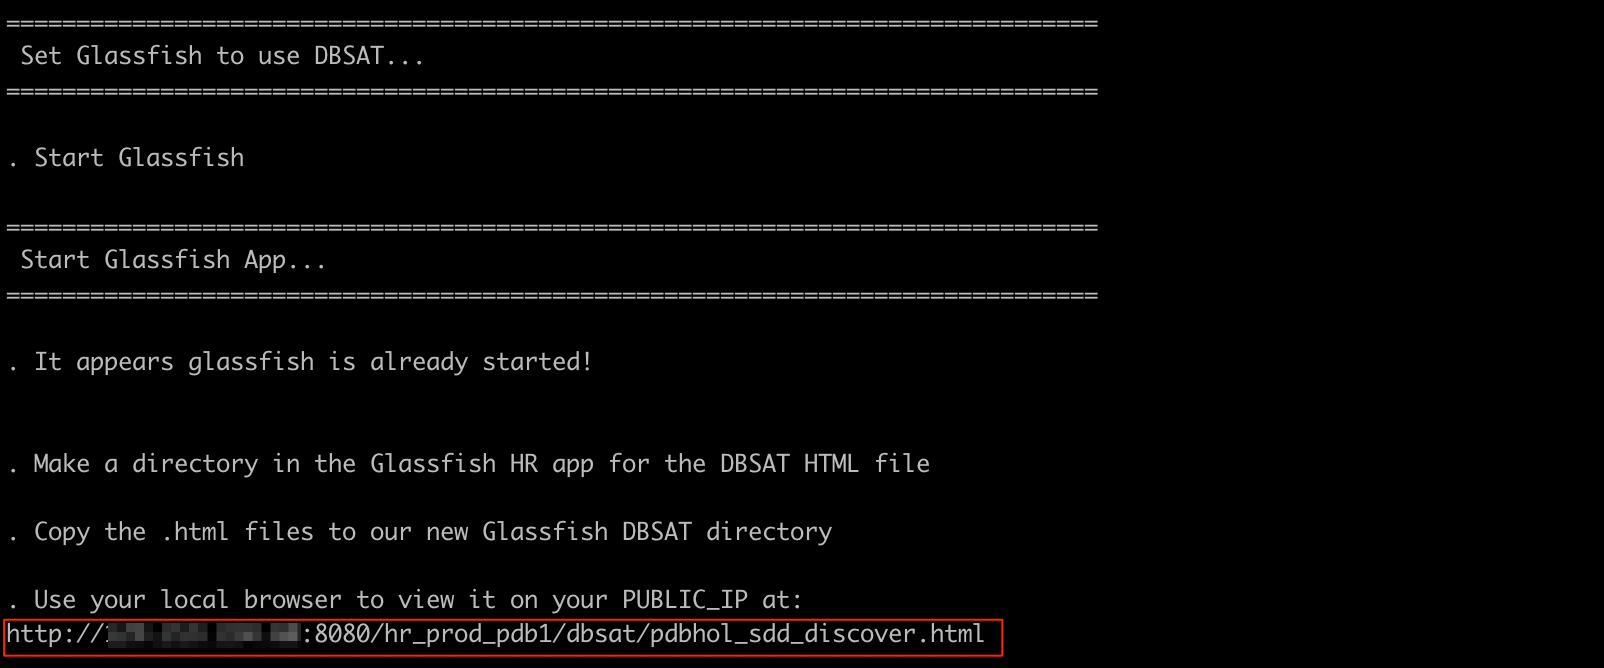 ==============================================================================
Set Glassfish to use DBSAT...
==============================================================================
. Start Glassfish
==============================================================================
Start Glassfish App...
==============================================================================
. It appears glassfish is already started!
. Make a directory in the Glassfish HR app for the DBSAT HTML file
. Copy the .html files to our new Glassfish DBSAT directory
. Use your local browser to view it on your PUBLIC_IP at:
http:// :8080/hr_prod_pdb1/dbsat/pdbhol_sdd_discover.html